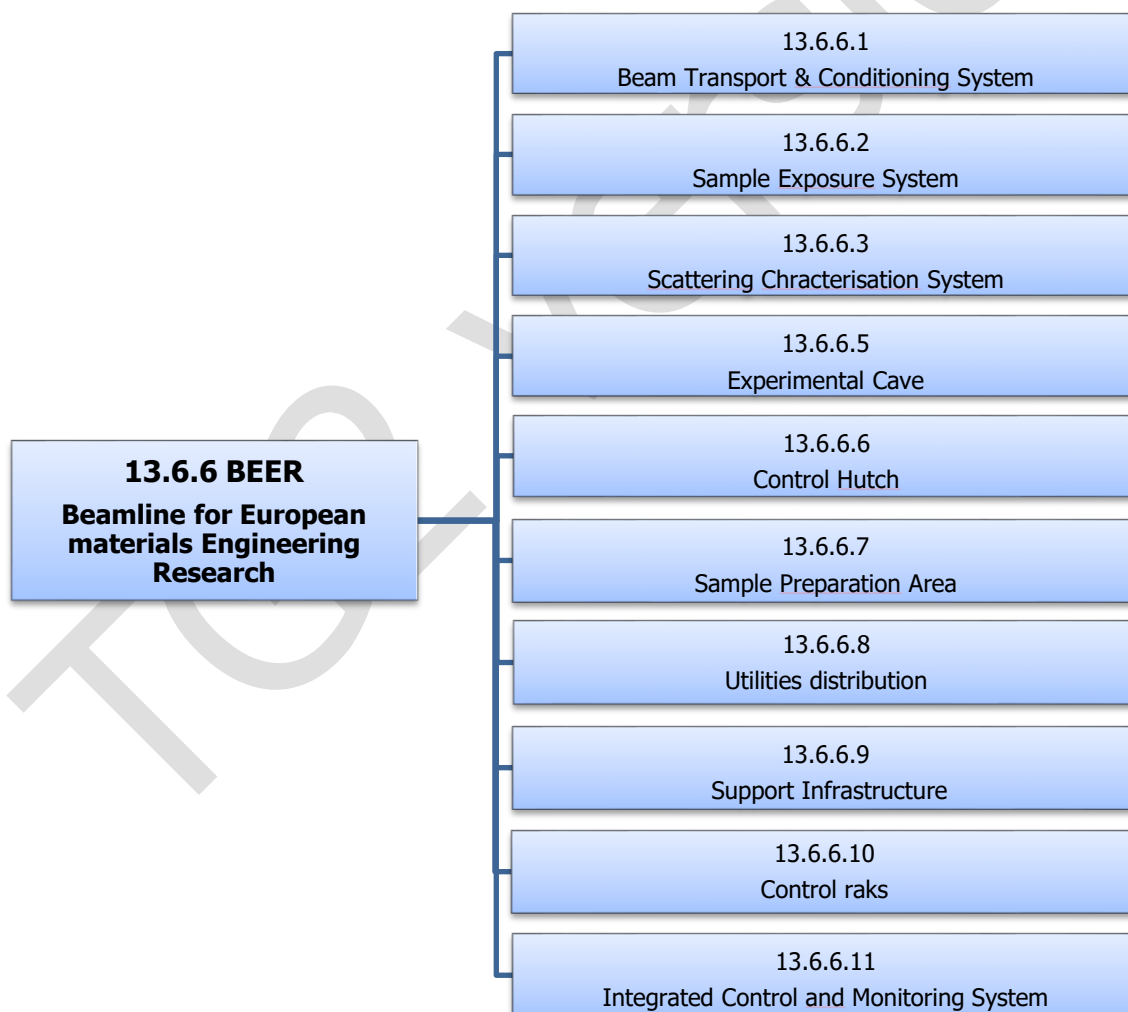 13.6.6.1
Beam Transport & Conditioning System
13.6.6.2
Sample Exposure System
13.6.6.3
Scattering Chracterisation System
13.6.6.5
Experimental Cave
13.6.6.6
Control Hutch
13.6.6 BEER
Beamline for European
materials Engineering
Research
13.6.6.7
Sample Preparation Area
13.6.6.8
Utilities distribution
13.6.6.9
Support Infrastructure
13.6.6.10
Control raks
13.6.6.11
Integrated Control and Monitoring System